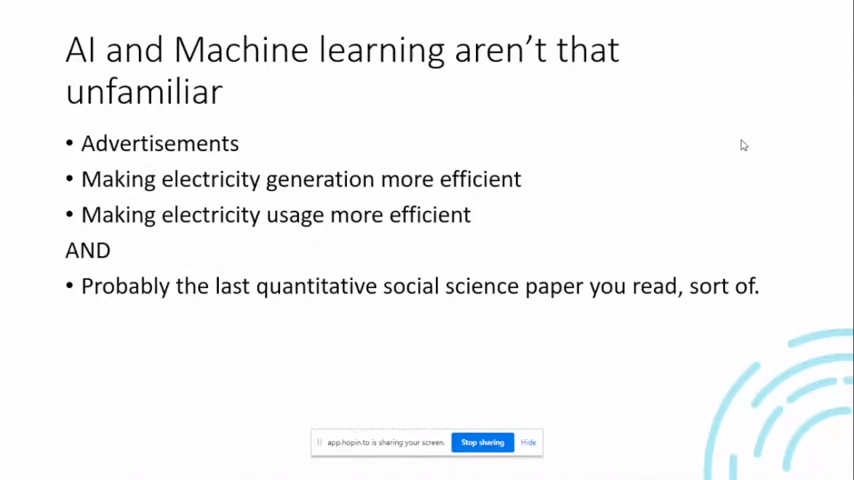 AI and Machine learning aren’t that
unfamiliar
• Advertisements
• Making electricity generation more efficient
• Making electricity usage more efficient
AND
• Probably the last quantitative social science paper you read, sort of.
app.hopin.to is sharing your screen. Stop sharing Hide